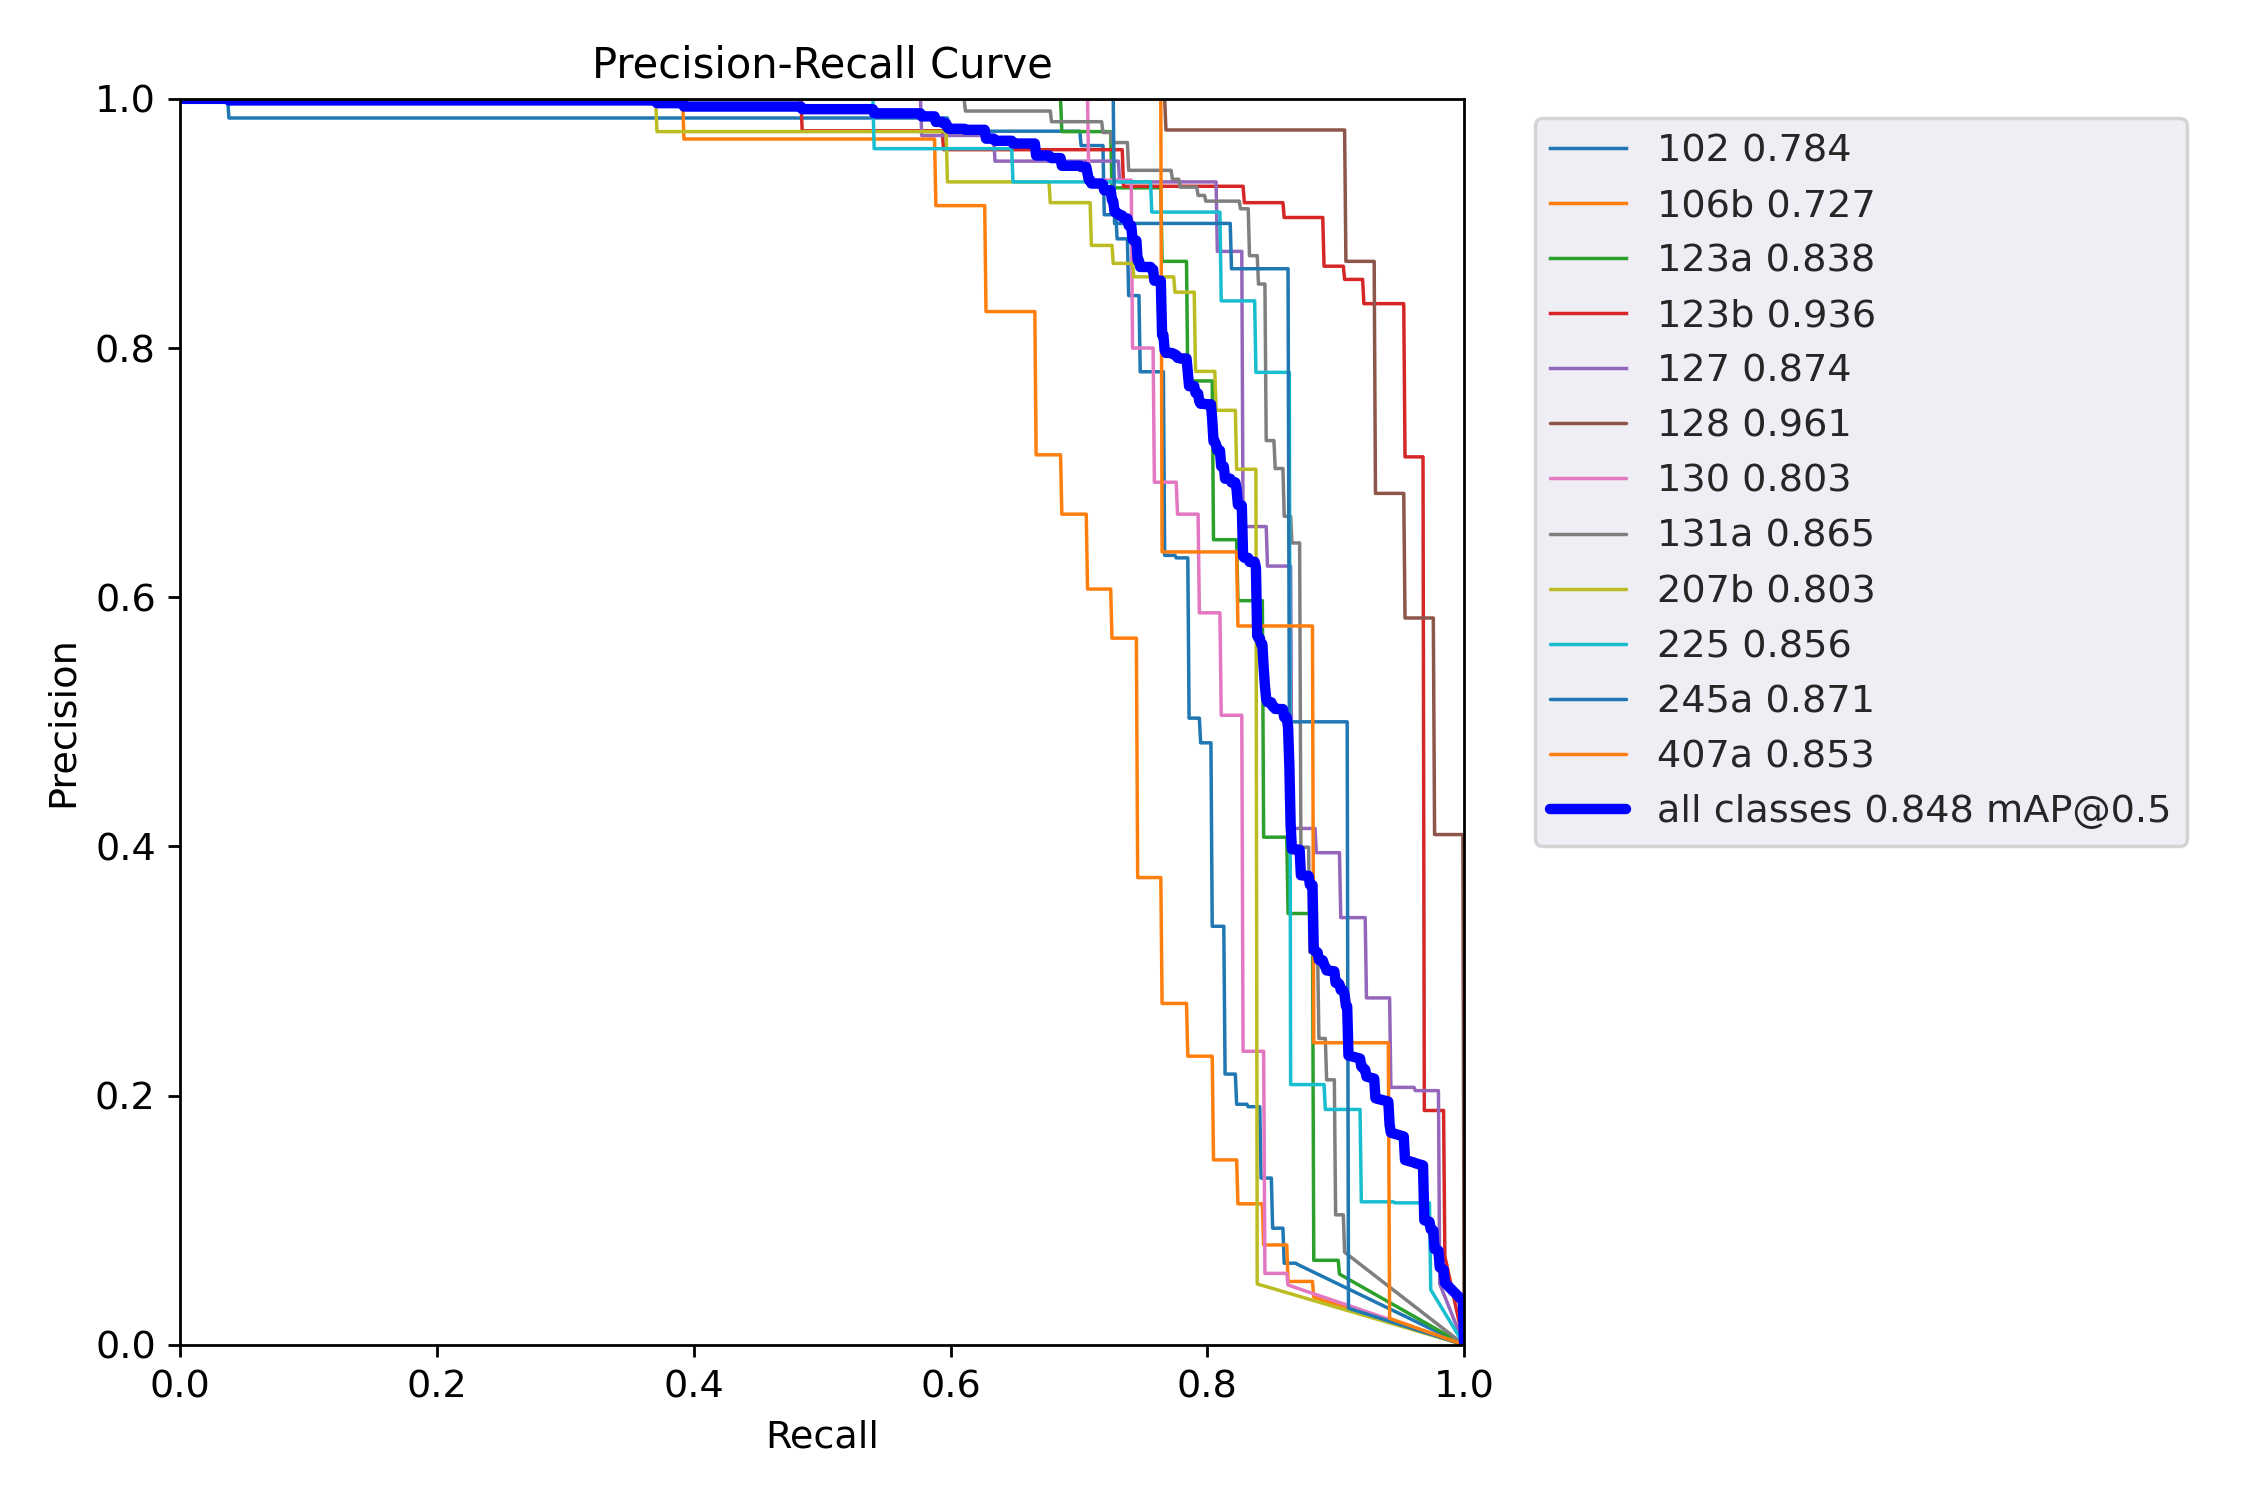 Precision-Recall Curve
1.0
0.8
0.6
0.4
0.2
0.0
Precision
0.0 0.2 0.4 0.6 0.8 1.0
Recall
102 0.784
106b 0.727
123a 0.838
123b 0.936
127 0.874
128 0.961
130 0.803
131a 0.865
207b 0.803
225 0.856
245a 0.871
407a 0.853
all classes 0.848 mAP@0.5